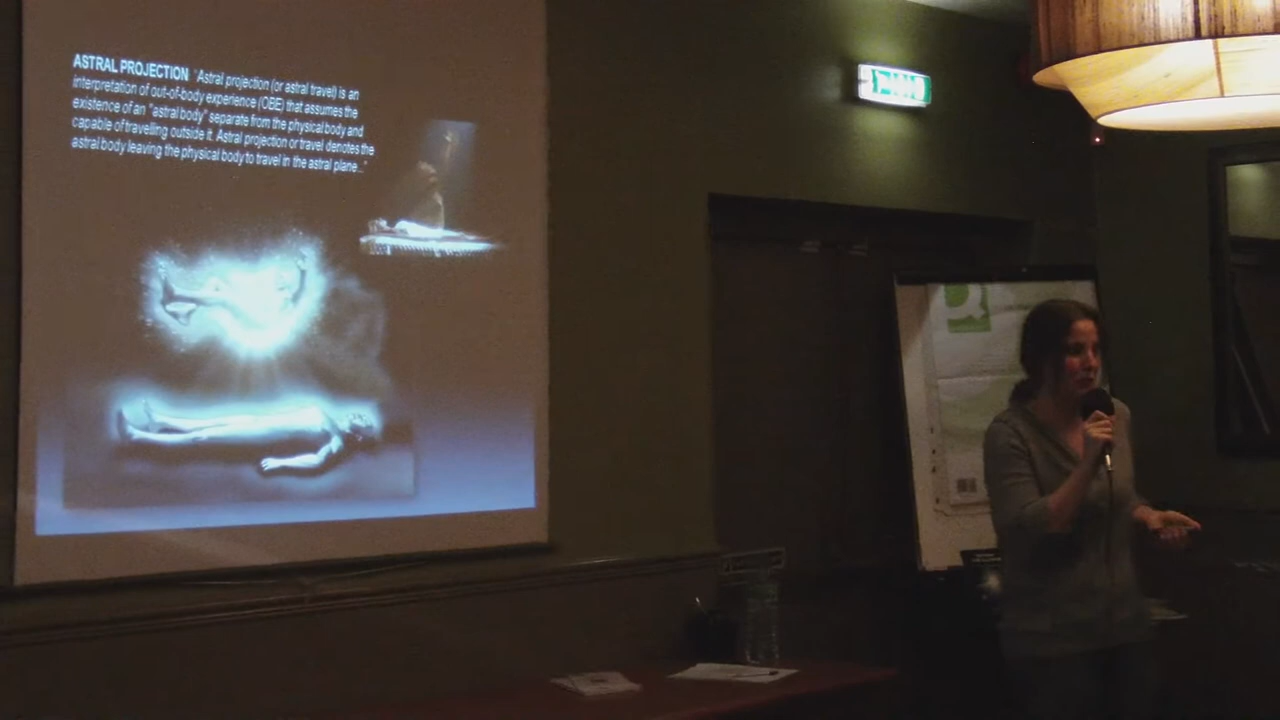 ASTRAL PROJECTION "Astral projection (or astral travel) is an
interpretation of out-of-body experience (OBE) that assumes the
existence of an "astral body" separate from the physical body and
capable of travelling outside it. Astral projection or travel denotes the
astral body leaving the physical body to travel in the astral plane..."